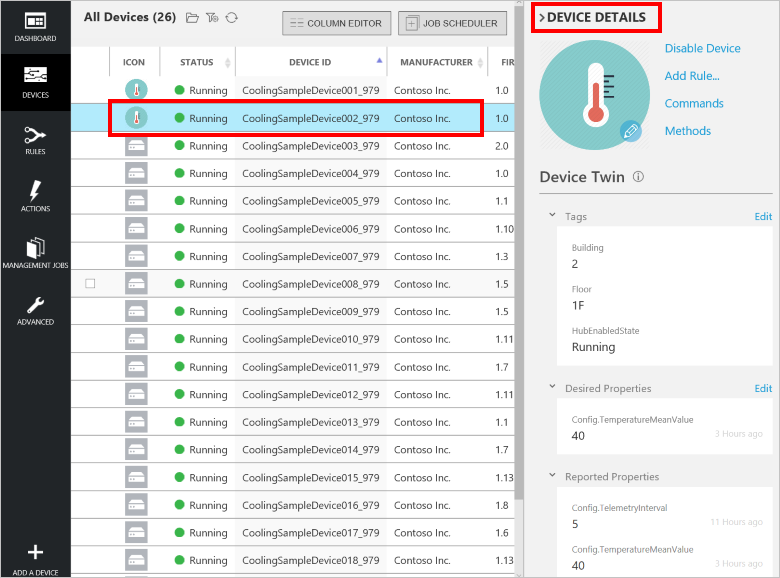 DASHBOARD
DEVICES
RULES
ACTIONS
MANAGEMENT JOBS
ADVANCED
ADD A DEVICE
All Devices (26)
COLUMN EDITOR
JOB SCHEDULER
ICON STATUS DEVICE ID MANUFACTURER FIR
Running CoolingSampleDevice001_979 Contoso Inc. 1.0
Running CoolingSampleDevice002_979 Contoso Inc. 1.0
Running CoolingSampleDevice003_979 Contoso Inc. 2.0
Running CoolingSampleDevice004_979 Contoso Inc. 1.0
Running CoolingSampleDevice005_979 Contoso Inc. 1.1
Running CoolingSampleDevice006_979 Contoso Inc. 1.10
Running CoolingSampleDevice007_979 Contoso Inc. 1.3
Running CoolingSampleDevice008_979 Contoso Inc. 1.5
Running CoolingSampleDevice009_979 Contoso Inc. 1.5
Running CoolingSampleDevice010_979 Contoso Inc. 1.11
Running CoolingSampleDevice011_979 Contoso Inc. 1.7
Running CoolingSampleDevice012_979 Contoso Inc. 1.11
Running CoolingSampleDevice013_979 Contoso Inc. 1.1
Running CoolingSampleDevice014_979 Contoso Inc. 1.7
Running CoolingSampleDevice015_979 Contoso Inc. 1.13
Running CoolingSampleDevice016_979 Contoso Inc. 1.8
Running CoolingSampleDevice017_979 Contoso Inc. 1.6
Running CoolingSampleDevice018_979 Contoso Inc. 1.13
DEVICE DETAILS
Disable Device
Add Rule...
Commands
Methods
Device Twin
Tags Edit
Building
2
Floor
1F
HubEnabledState
Running
Desired Properties Edit
Config.TemperatureMeanValue
40 3 Hours ago
Reported Properties
Config.TelemetryInterval
5 11 Hours ago
Config.TemperatureMeanValue
40 3 Hours ago